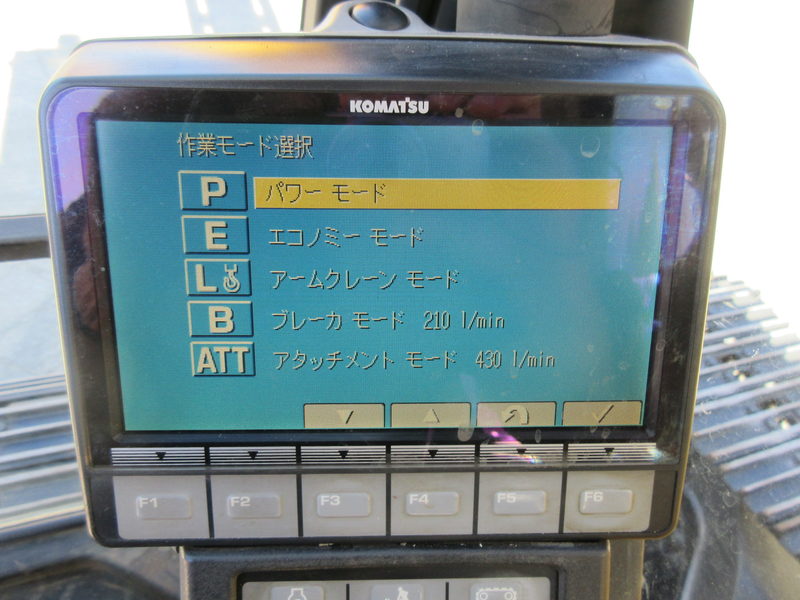 KOMATSU
作業モード選択
P パワー モード
E エコノミー モード
L アームクレーン モード
B ブレーカ モード 210 l/min
ATT アタッチメント モード 430 l/min
F1 F2 F3 F4 F5 F6